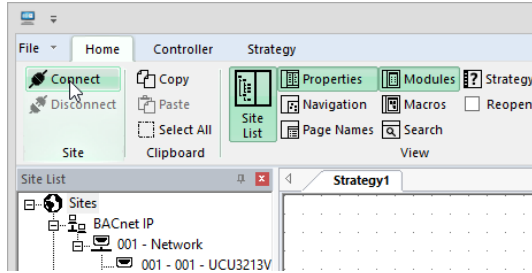 File Home Controller Strategy
Connect Copy Properties Modules Strategy
Disconnect Paste Site List Navigation Macros Reopen
Select All Page Names Search
Site Clipboard View
Site List Strategy1
Sites
BACnet IP
001 - Network
001 - 001 - UCU3213V